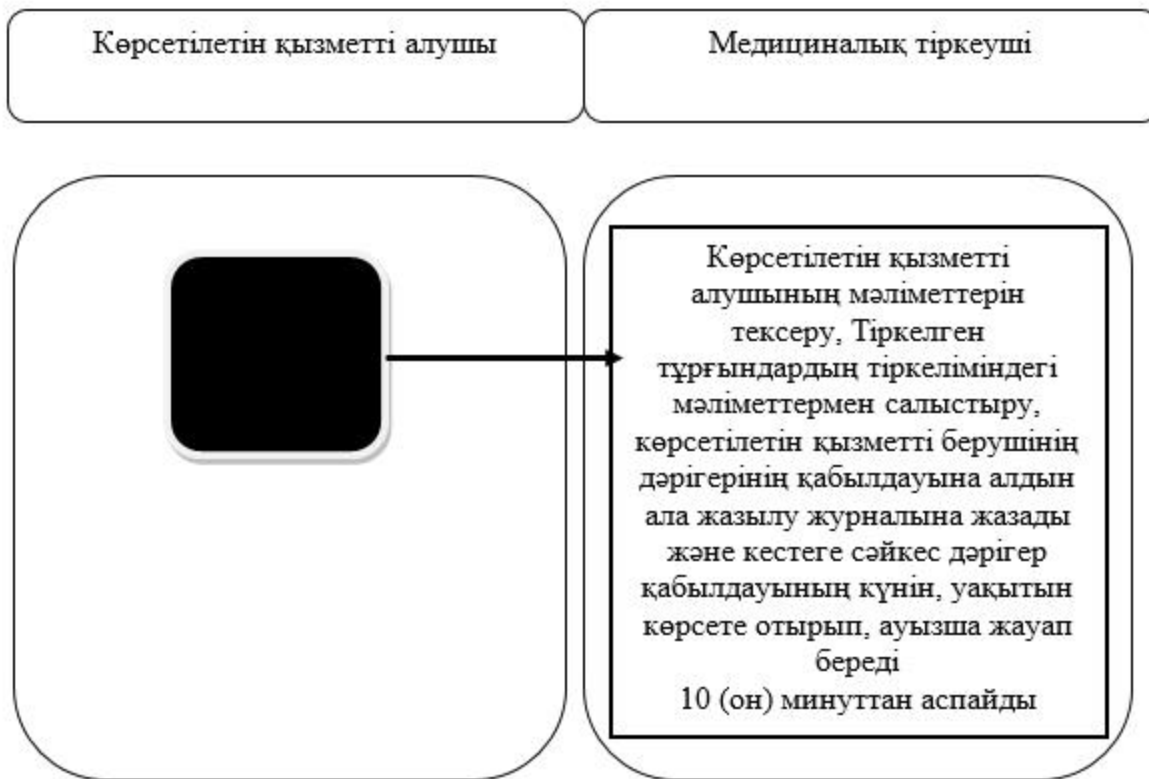 Көрсетілетін қызметті алушы
Медициналық тіркеуші
Көрсетілетін қызметті
алушының мәліметтерін
тексеру, Тіркелген
тұрғындардың тіркеліміндегі
мәліметтермен салыстыру,
көрсетілетін қызметті берушінің
дәрігерінің қабылдауына алдын
ала жазылу журналына жазады
және кестеге сәйкес дәрігер
қабылдауының күнін, уақытын
көрсете отырып, ауызша жауап
береді
10 (он) минуттан аспайды